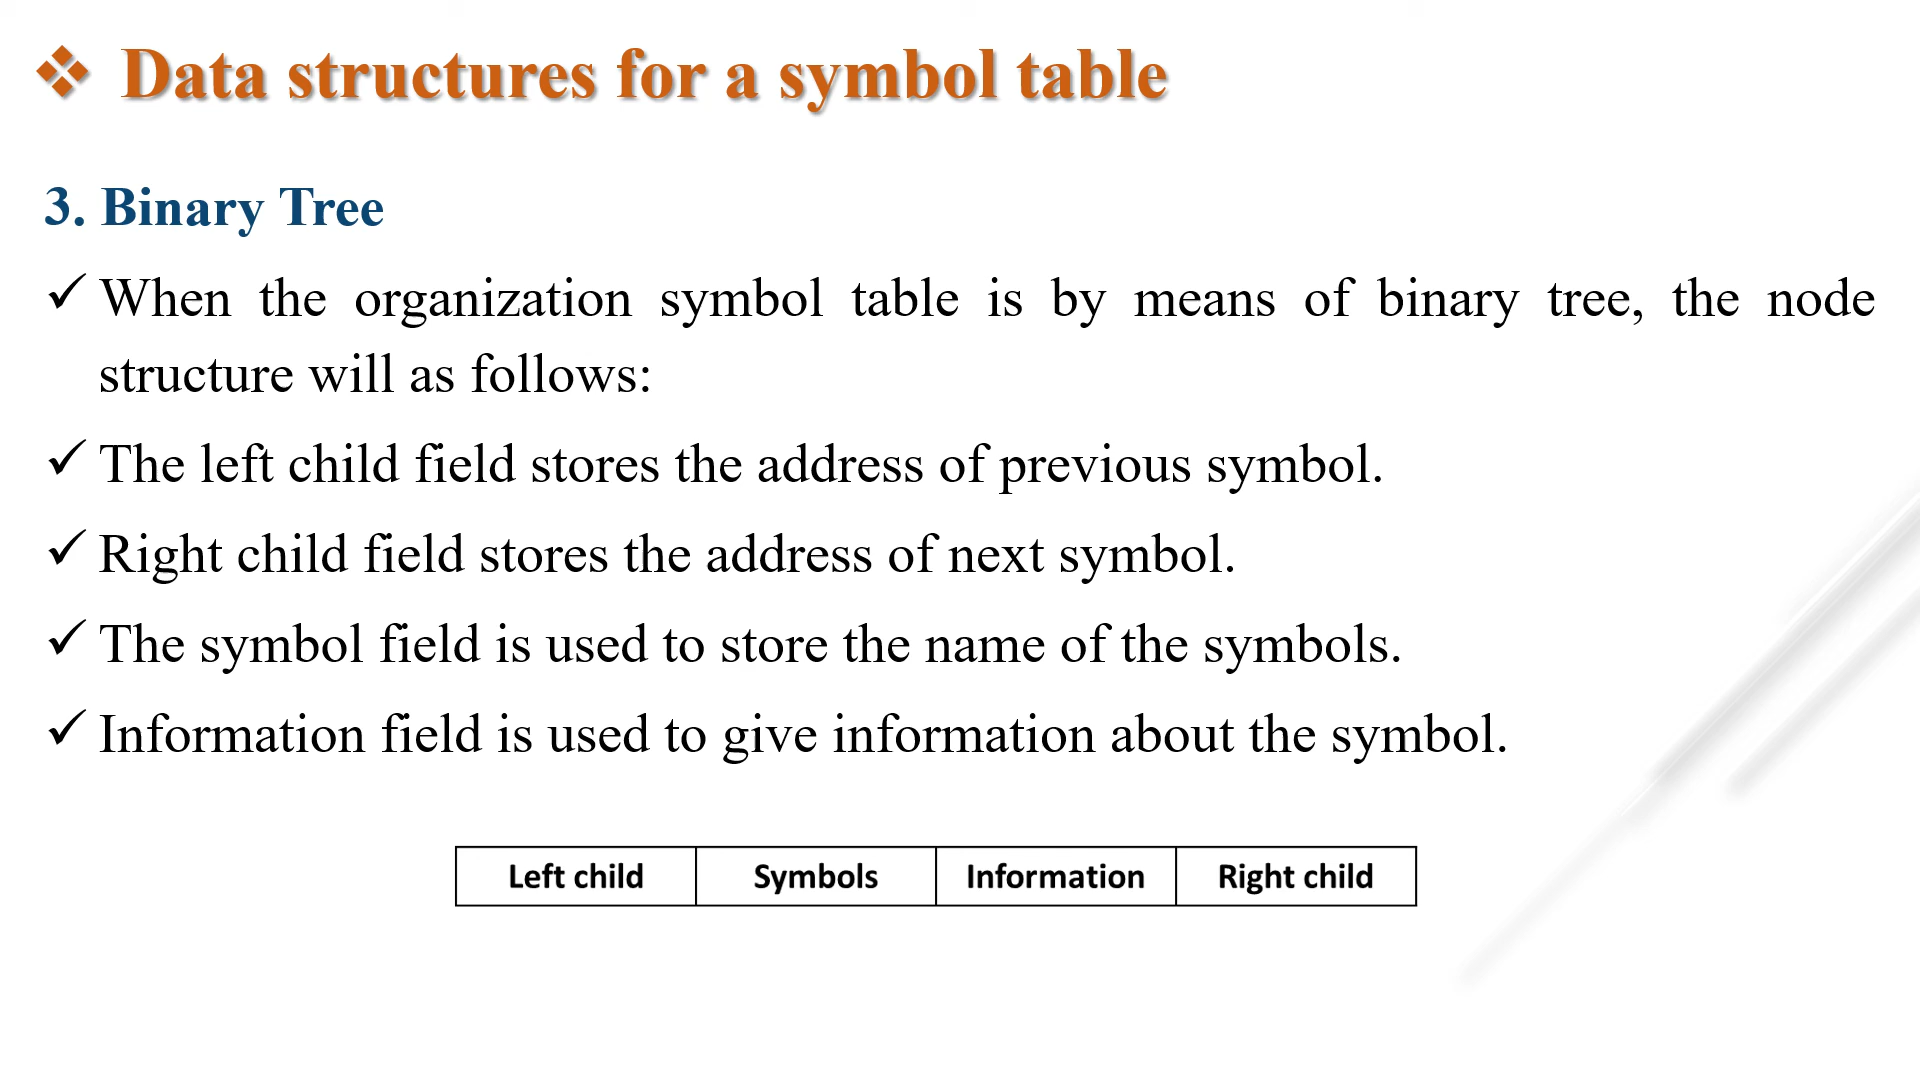 ❖ Data structures for a symbol table
3. Binary Tree
✓ When the organization symbol table is by means of binary tree, the node
structure will as follows:
✓ The left child field stores the address of previous symbol.
✓ Right child field stores the address of next symbol.
✓ The symbol field is used to store the name of the symbols.
✓ Information field is used to give information about the symbol.
Left child Symbols Information Right child